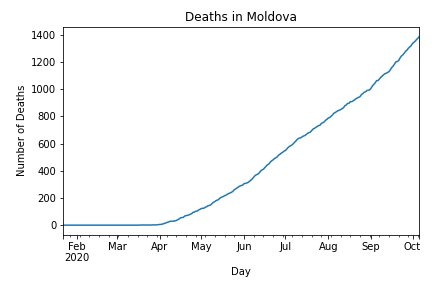 Deaths in Moldova
Number of Deaths
1400
1200
1000
800
600
400
200
0
Feb Mar Apr May Jun Jul Aug Sep Oct
2020
Day